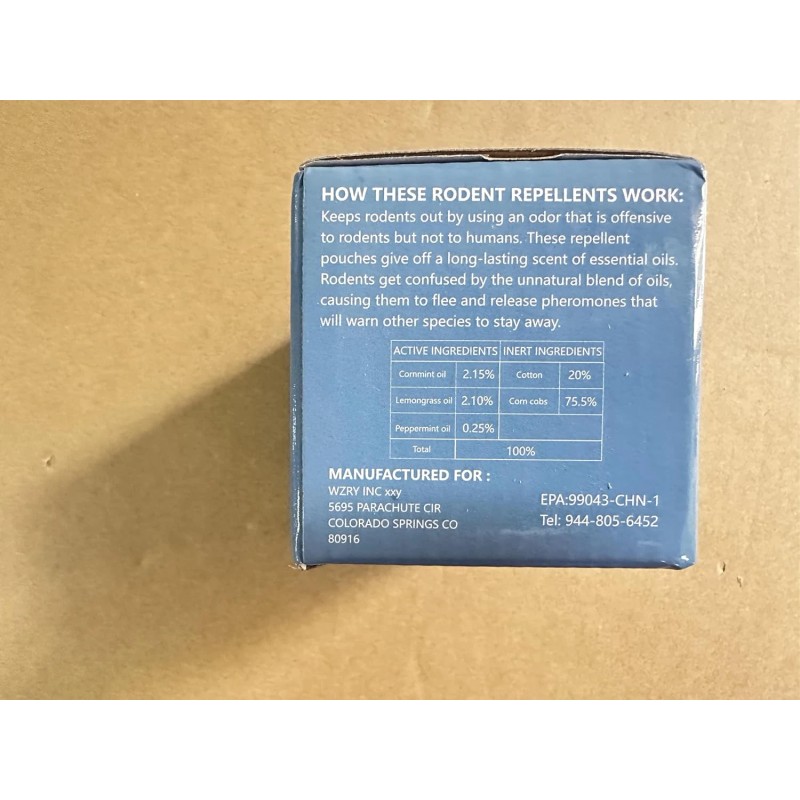 HOW THESE RODENT REPELLENTS WORK:
Keeps rodents out by using an odor that is offensive
to rodents but not to humans. These repellent
pouches give off a long-lasting scent of essential oils.
Rodents get confused by the unnatural blend of oils,
causing them to flee and release pheromones that
will warn other species to stay away.
ACTIVE INGREDIENTS INERT INGREDIENTS
Cornmint oil 2.15% Cotton 20%
Lemongrass oil 2.10% Corn cobs 75.5%
Peppermint oil 0.25%
Total 100%
MANUFACTURED FOR :
WZRY INC xxy
5695 PARACHUTE CIR
COLORADO SPRINGS CO
80916
EPA:99043-CHN-1
Tel: 944-805-6452